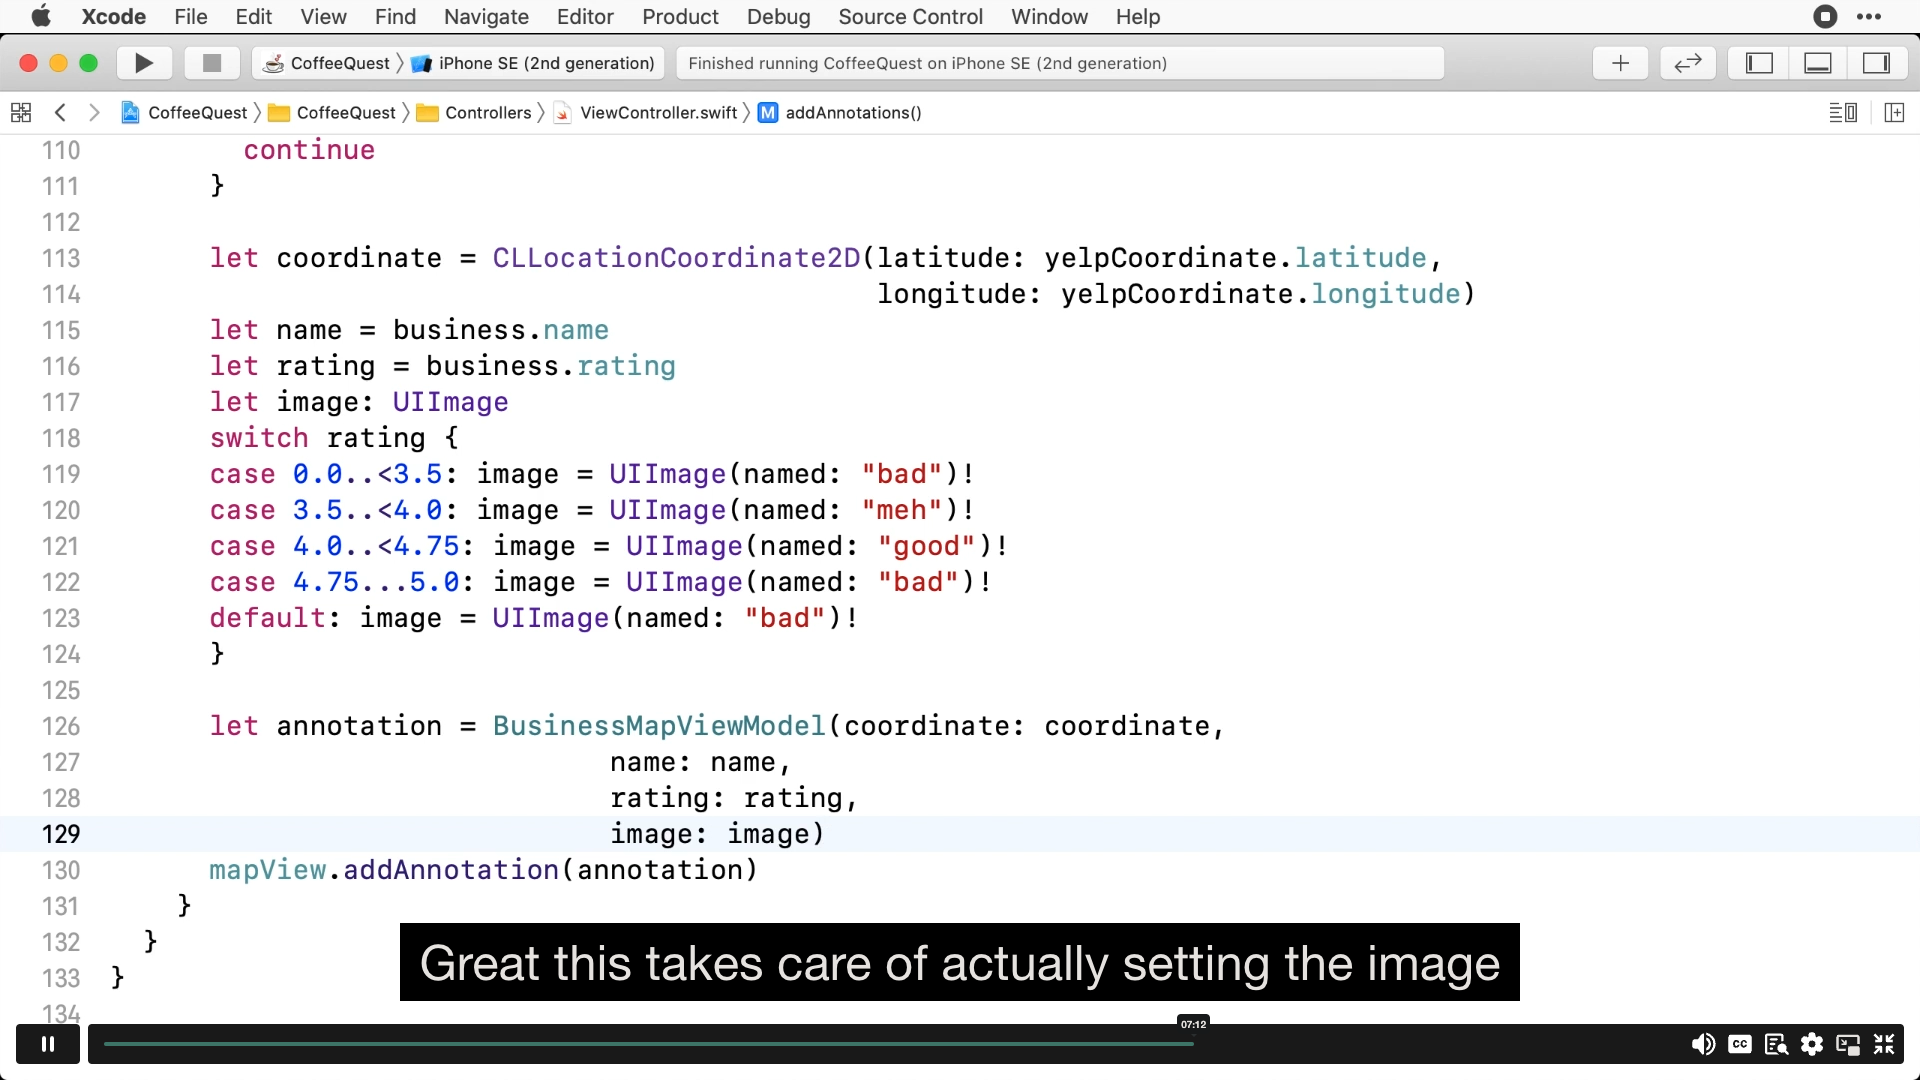 Xcode File Edit View Find Navigate Editor Product Debug Source Control Window Help
CoffeeQuest iPhone SE (2nd generation) Finished running CoffeeQuest on iPhone SE (2nd generation)
CoffeeQuest CoffeeQuest Controllers ViewController.swift M addAnnotations()
110 continue
111 }
112
113 let coordinate = CLLocationCoordinate2D(latitude: yelpCoordinate.latitude,
114 longitude: yelpCoordinate.longitude)
115 let name = business.name
116 let rating = business.rating
117 let image: UIImage
118 switch rating {
119 case 0.0..<3.5: image = UIImage(named: "bad")!
120 case 3.5..<4.0: image = UIImage(named: "meh")!
121 case 4.0..<4.75: image = UIImage(named: "good")!
122 case 4.75...5.0: image = UIImage(named: "bad")!
123 default: image = UIImage(named: "bad")!
124 }
125
126 let annotation = BusinessMapViewModel(coordinate: coordinate,
127 name: name,
128 rating: rating,
129 image: image)
130 mapView.addAnnotation(annotation)
131 }
132 }
133 }
134
Great this takes care of actually setting the image
07:12
CC